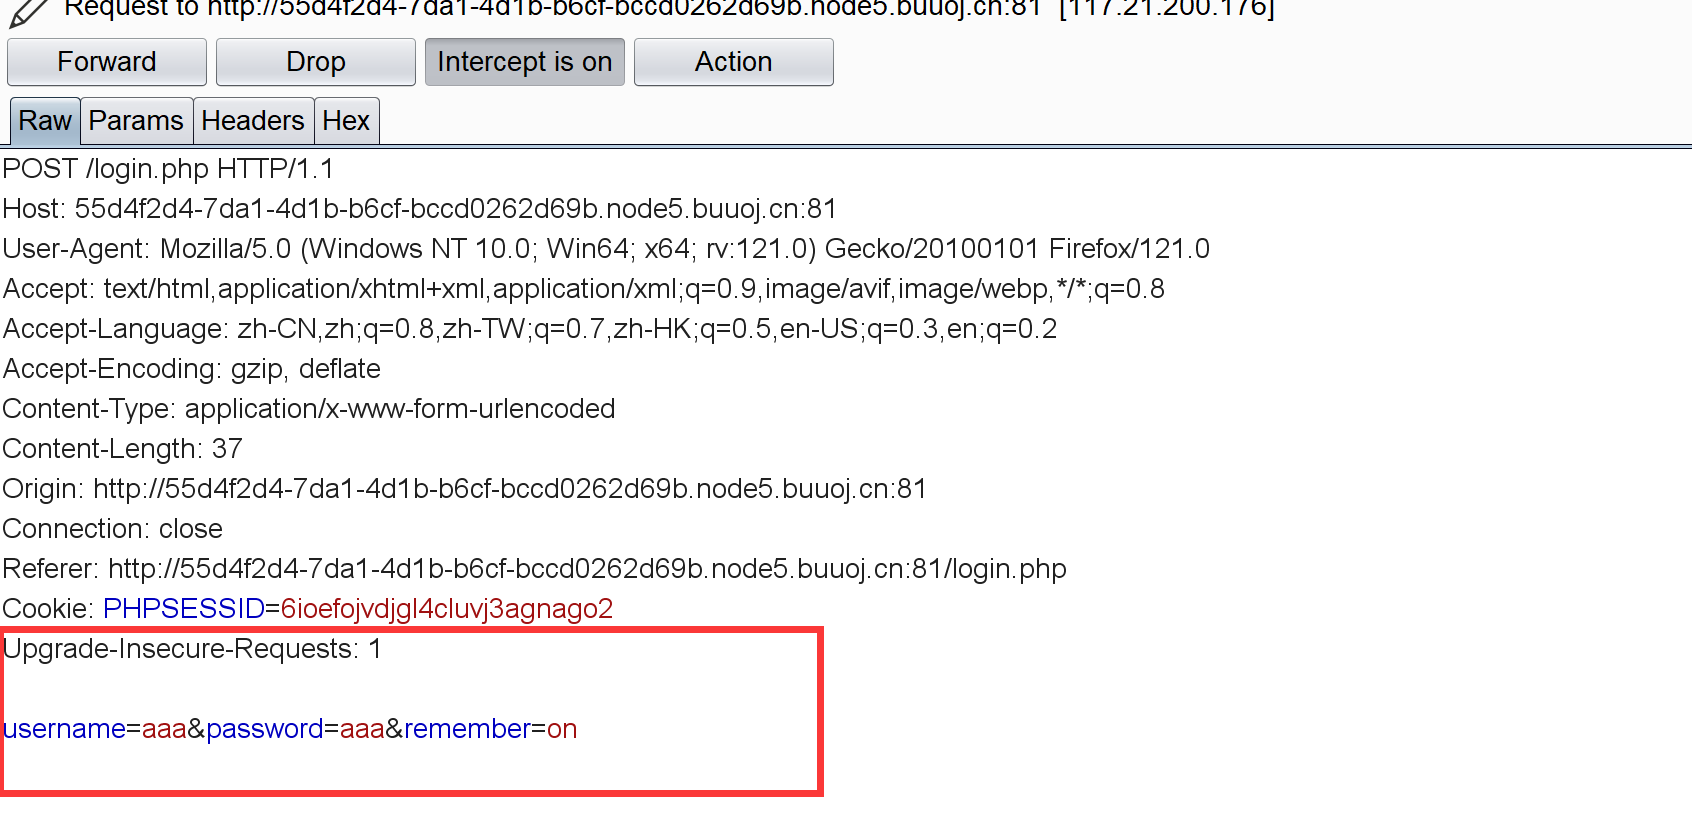 Request to http://55d4f2d4-7da1-4d1b-b6cf-bccd0262d69b.node5.buuoj.cn:81 [117.21.200.176]
Forward Drop Intercept is on Action
Raw Params Headers Hex
POST /login.php HTTP/1.1
Host: 55d4f2d4-7da1-4d1b-b6cf-bccd0262d69b.node5.buuoj.cn:81
User-Agent: Mozilla/5.0 (Windows NT 10.0; Win64; x64; rv:121.0) Gecko/20100101 Firefox/121.0
Accept: text/html,application/xhtml+xml,application/xml;q=0.9,image/avif,image/webp,*/*;q=0.8
Accept-Language: zh-CN,zh;q=0.8,zh-TW;q=0.7,zh-HK;q=0.5,en-US;q=0.3,en;q=0.2
Accept-Encoding: gzip, deflate
Content-Type: application/x-www-form-urlencoded
Content-Length: 37
Origin: http://55d4f2d4-7da1-4d1b-b6cf-bccd0262d69b.node5.buuoj.cn:81
Connection: close
Referer: http://55d4f2d4-7da1-4d1b-b6cf-bccd0262d69b.node5.buuoj.cn:81/login.php
Cookie: PHPSESSID=6ioefojvdjgl4cluvj3agnago2
Upgrade-Insecure-Requests: 1
username=aaa&password=aaa&remember=on